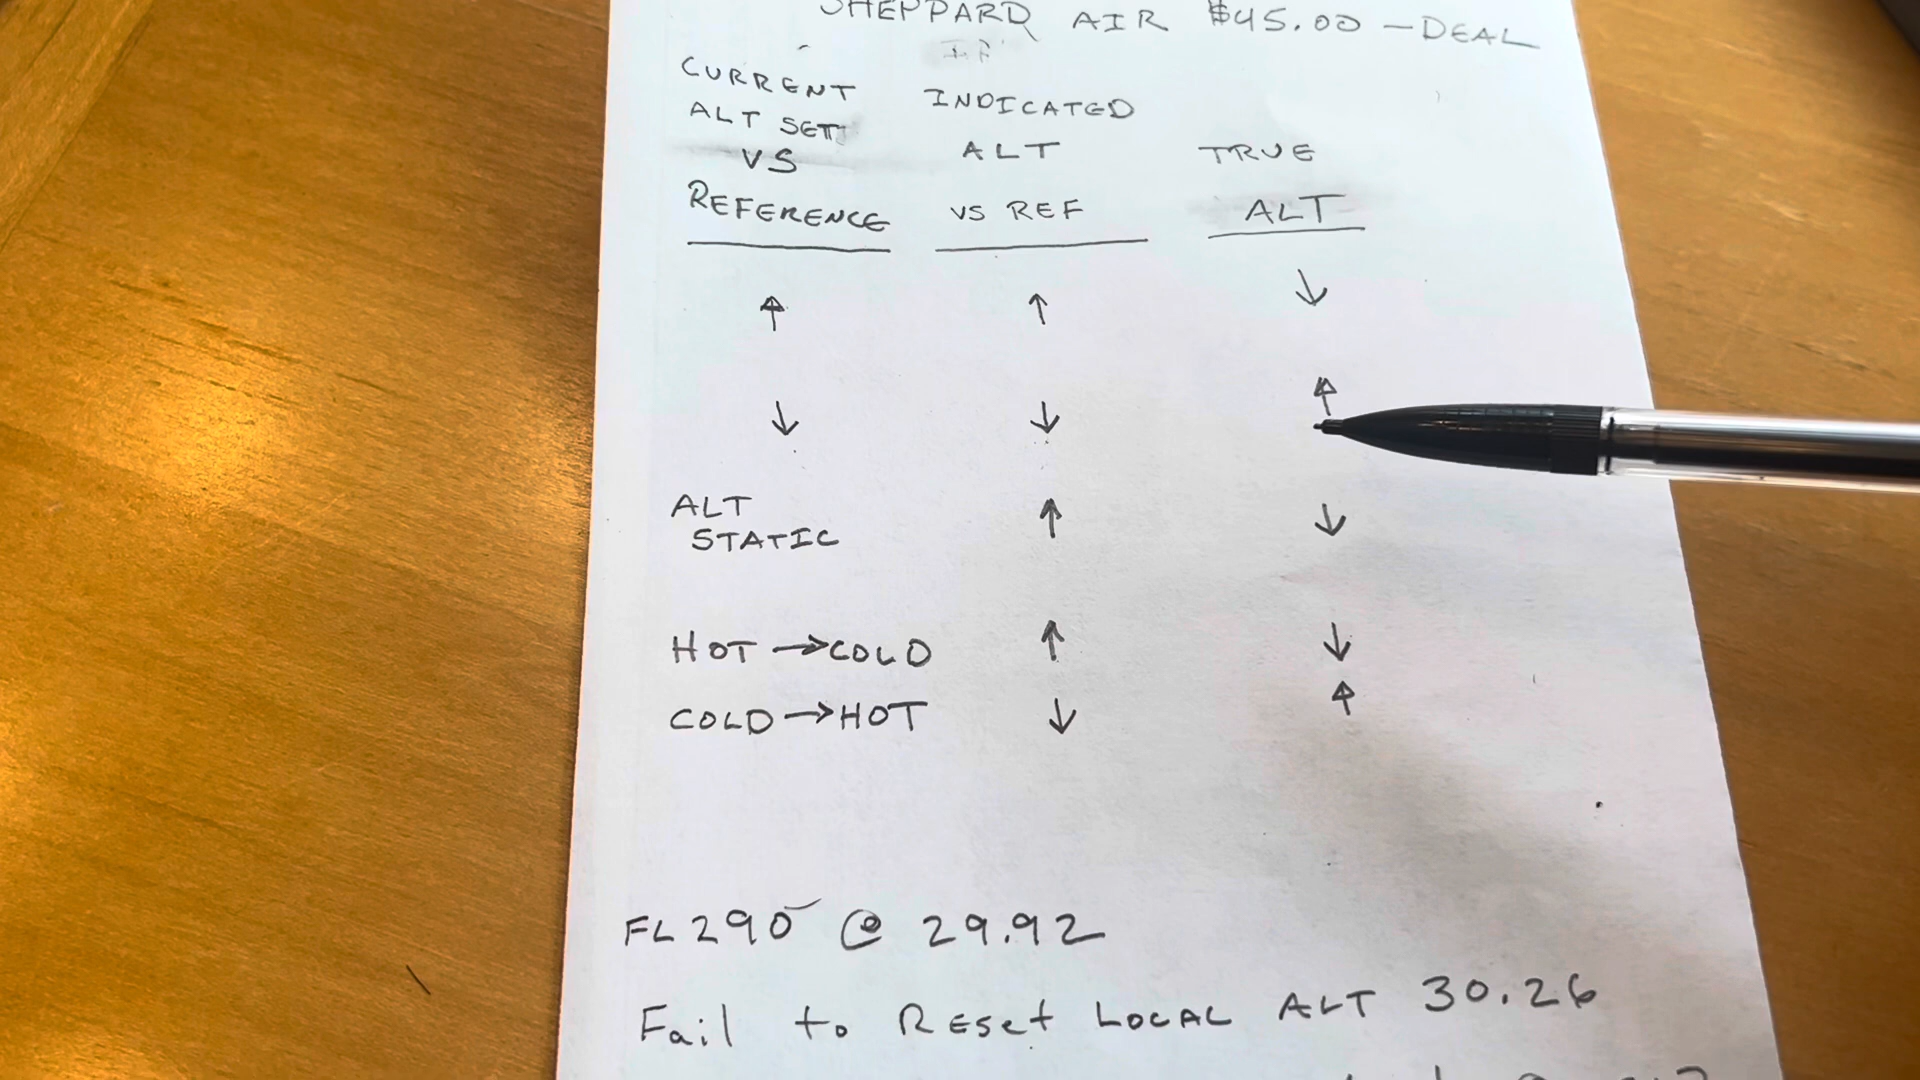 SHEPPARD AIR $45.00 — DEAL
CURRENT
ALT SET
VS
REFERENCE
INDICATED
ALT
VS REF
TRUE
ALT
↑ ↑ ↓
↓ ↓ ↑
ALT
STATIC ↑ ↓
HOT → COLD ↑ ↓
COLD → HOT ↓ ↑
FL290 @ 29.92
Fail to Reset Local ALT 30.26